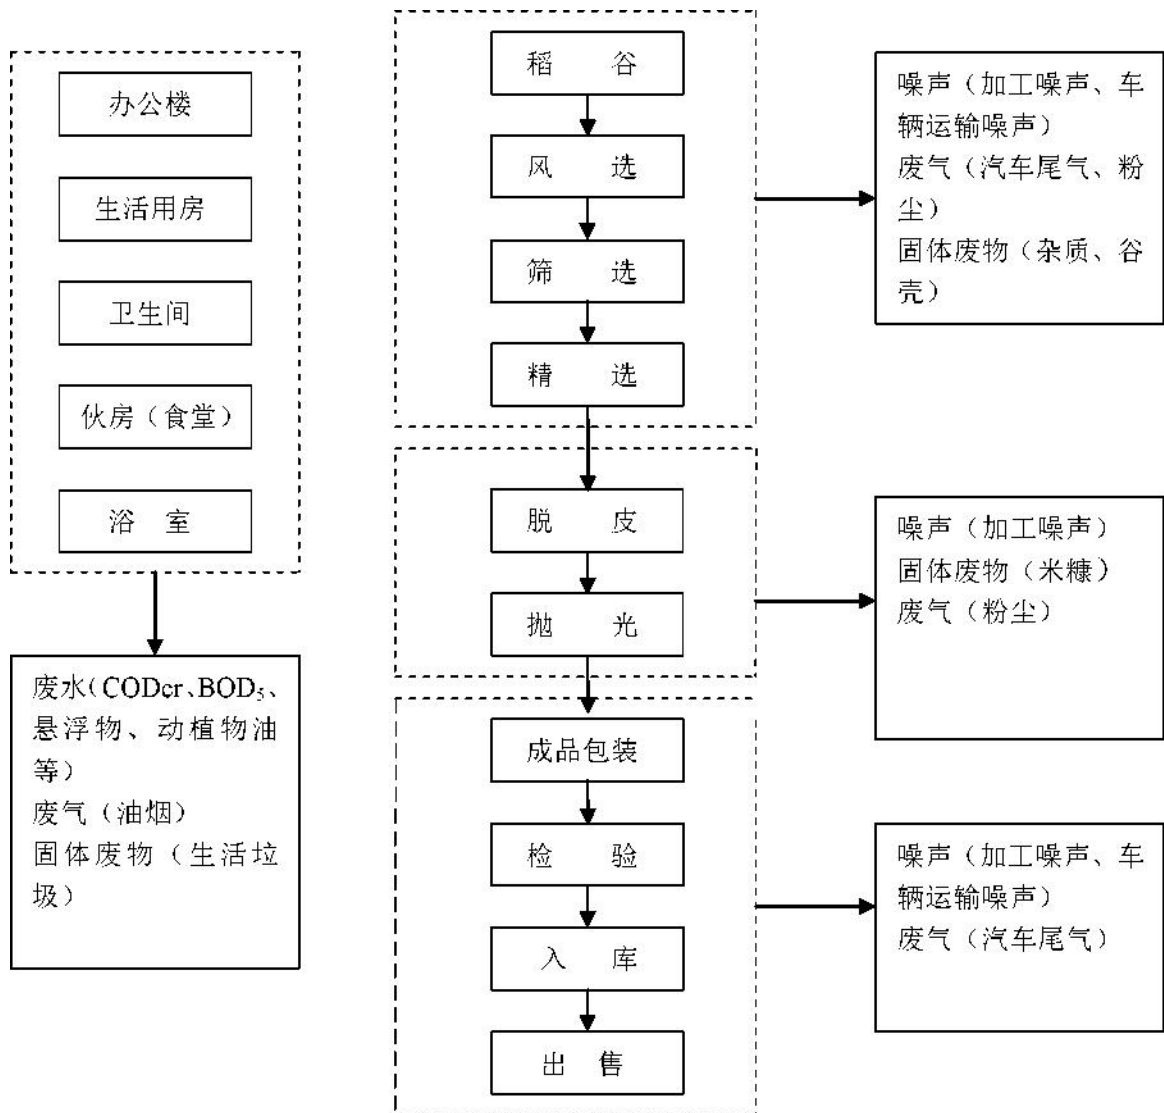 办公楼
生活用房
卫生间
伙房（食堂）
浴 室
废水(CODcr、BOD₅、
悬浮物、动植物油
等）
废气（油烟）
固体废物（生活垃
圾）
稻 谷
风 选
筛 选
精 选
脱 皮
抛 光
成品包装
检 验
入 库
出 售
噪声（加工噪声、车
辆运输噪声）
废气（汽车尾气、粉
尘）
固体废物（杂质、谷
壳）
噪声（加工噪声）
固体废物（米糠）
废气（粉尘）
噪声（加工噪声、车
辆运输噪声）
废气（汽车尾气）